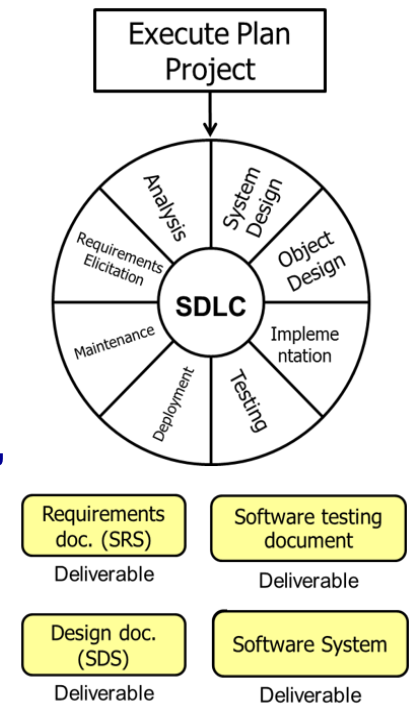 Execute Plan
Project
Analysis
System
Design
Requirements
Elicitation
Object
Design
SDLC
Maintenance
Impleme
ntation
Deployment
Testing
Requirements
doc. (SRS)
Deliverable
Software testing
document
Deliverable
Design doc.
(SDS)
Deliverable
Software System
Deliverable